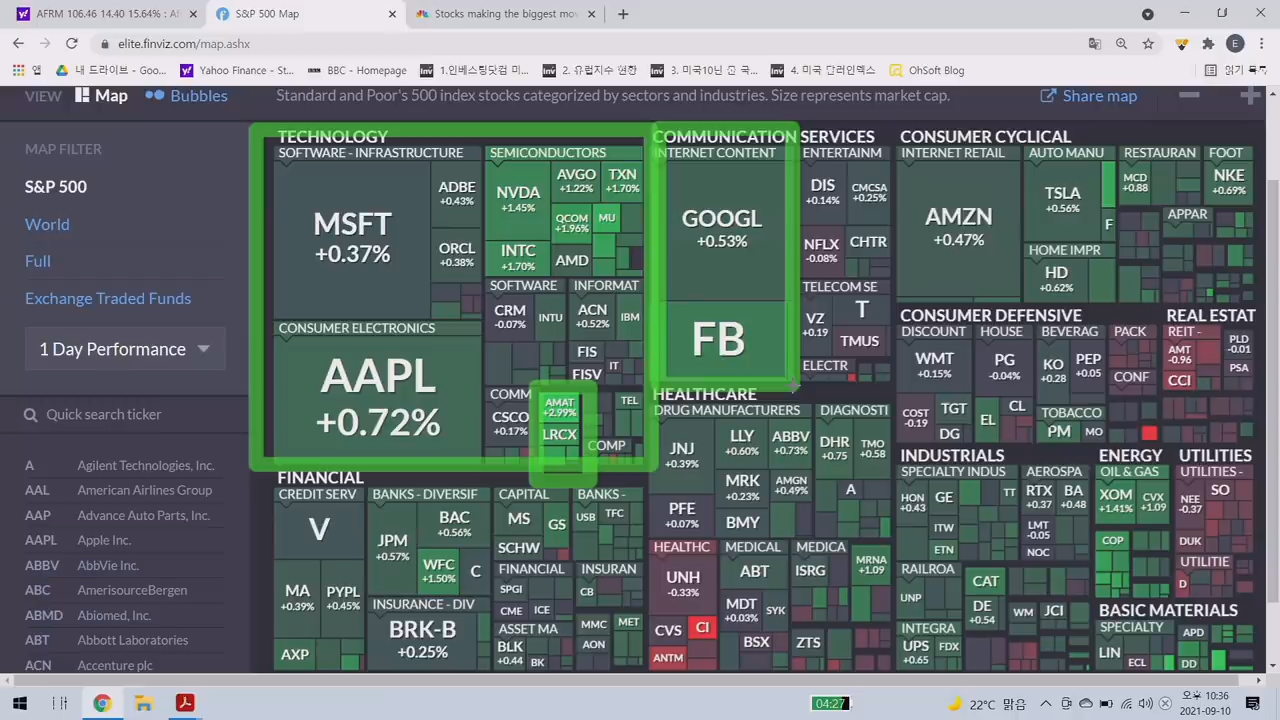 AFRM 106.46 14.40 15.64% : Af
S&P 500 Map
Stocks making the biggest mov
elite.finviz.com/map.ashx
E
앱
내 드라이브 - Goo...
Yahoo Finance - St...
BBC - Homepage
1.인베스팅닷컴 미...
2. 유럽지수 현황
3. 미국10년 존 국...
4. 미국 달러인덱스
OhSoft Blog
읽기 목록
VIEW
Map
Bubbles
Standard and Poor's 500 index stocks categorized by sectors and industries. Size represents market cap.
Share map
MAP FILTER
S&P 500
World
Full
Exchange Traded Funds
1 Day Performance
Quick search ticker
A Agilent Technologies, Inc.
AAL American Airlines Group
AAP Advance Auto Parts, Inc.
AAPL Apple Inc.
ABBV AbbVie Inc.
ABC AmerisourceBergen
ABMD Abiomed, Inc.
ABT Abbott Laboratories
ACN Accenture plc
TECHNOLOGY
SOFTWARE - INFRASTRUCTURE
MSFT
+0.37%
ADBE
+0.43%
ORCL
+0.38%
SEMICONDUCTORS
NVDA
+1.45%
AVGO
+1.22%
TXN
+1.70%
QCOM
+1.96%
MU
INTC
+1.70%
AMD
CONSUMER ELECTRONICS
AAPL
+0.72%
SOFTWARE
CRM
-0.07%
INTU
INFORMAT
ACN
+0.52%
IBM
FIS
IT
FISV
COMM
CSCO
+0.17%
AMAT
+2.99%
LRCX
TEL
COMP
COMMUNICATION SERVICES
INTERNET CONTENT
GOOGL
+0.53%
FB
ENTERTAINM
DIS
+0.14%
CMCSA
+0.25%
NFLX
-0.08%
CHTR
TELECOM SE
VZ
+0.19
T
TMUS
ELECTR
CONSUMER CYCLICAL
INTERNET RETAIL
AMZN
+0.47%
AUTO MANU
TSLA
+0.56%
F
RESTAURAN
MCD
+0.88
FOOT
NKE
+0.69%
APPAR
HOME IMPR
HD
+0.62%
CONSUMER DEFENSIVE
DISCOUNT
WMT
+0.15%
COST
-0.19
TGT
DG
HOUSE
PG
-0.04%
EL
CL
BEVERAG
KO
+0.28
PEP
+0.05
TOBACCO
PM
MO
PACK
CONF
REAL ESTAT
REIT -
AMT
-0.96
CCI
PLD
-0.01
PSA
HEALTHCARE
DRUG MANUFACTURERS
JNJ
+0.39%
LLY
+0.60%
ABBV
+0.73%
MRK
+0.23%
AMGN
+0.49%
PFE
+0.07%
BMY
DIAGNOSTI
DHR
+0.75
TMO
+0.58
A
HEALTHC
UNH
-0.33%
CVS
CI
ANTM
MEDICAL
ABT
MDT
+0.03%
SYK
BSX
MEDICA
ISRG
MRNA
+1.09
ZTS
FINANCIAL
CREDIT SERV
V
MA
+0.39%
PYPL
+0.45%
AXP
BANKS - DIVERSIF
JPM
+0.57%
BAC
+0.56%
WFC
+1.50%
C
INSURANCE - DIV
BRK-B
+0.25%
CAPITAL
MS
GS
SCHW
BANKS -
USB
TFC
FINANCIAL
SPGI
CME
ICE
INSURAN
CB
MMC
MET
AON
ASSET MA
BLK
+0.44
BK
INDUSTRIALS
SPECIALTY INDUS
HON
+0.43
GE
TT
ITW
ETN
AEROSPA
RTX
+0.37
BA
+0.48
LMT
-0.05
NOC
RAILROA
UNP
CAT
DE
+0.54
WM
JCI
INTEGRA
UPS
+0.65
FDX
ENERGY
OIL & GAS
XOM
+1.41%
CVX
+1.09
COP
UTILITIES
UTILITIES -
NEE
-0.37
SO
DUK
UTILITIE
D
BASIC MATERIALS
SPECIALTY
LIN
ECL
APD
DD
04:27
22°C 맑음
오후 10:36
2021-09-10